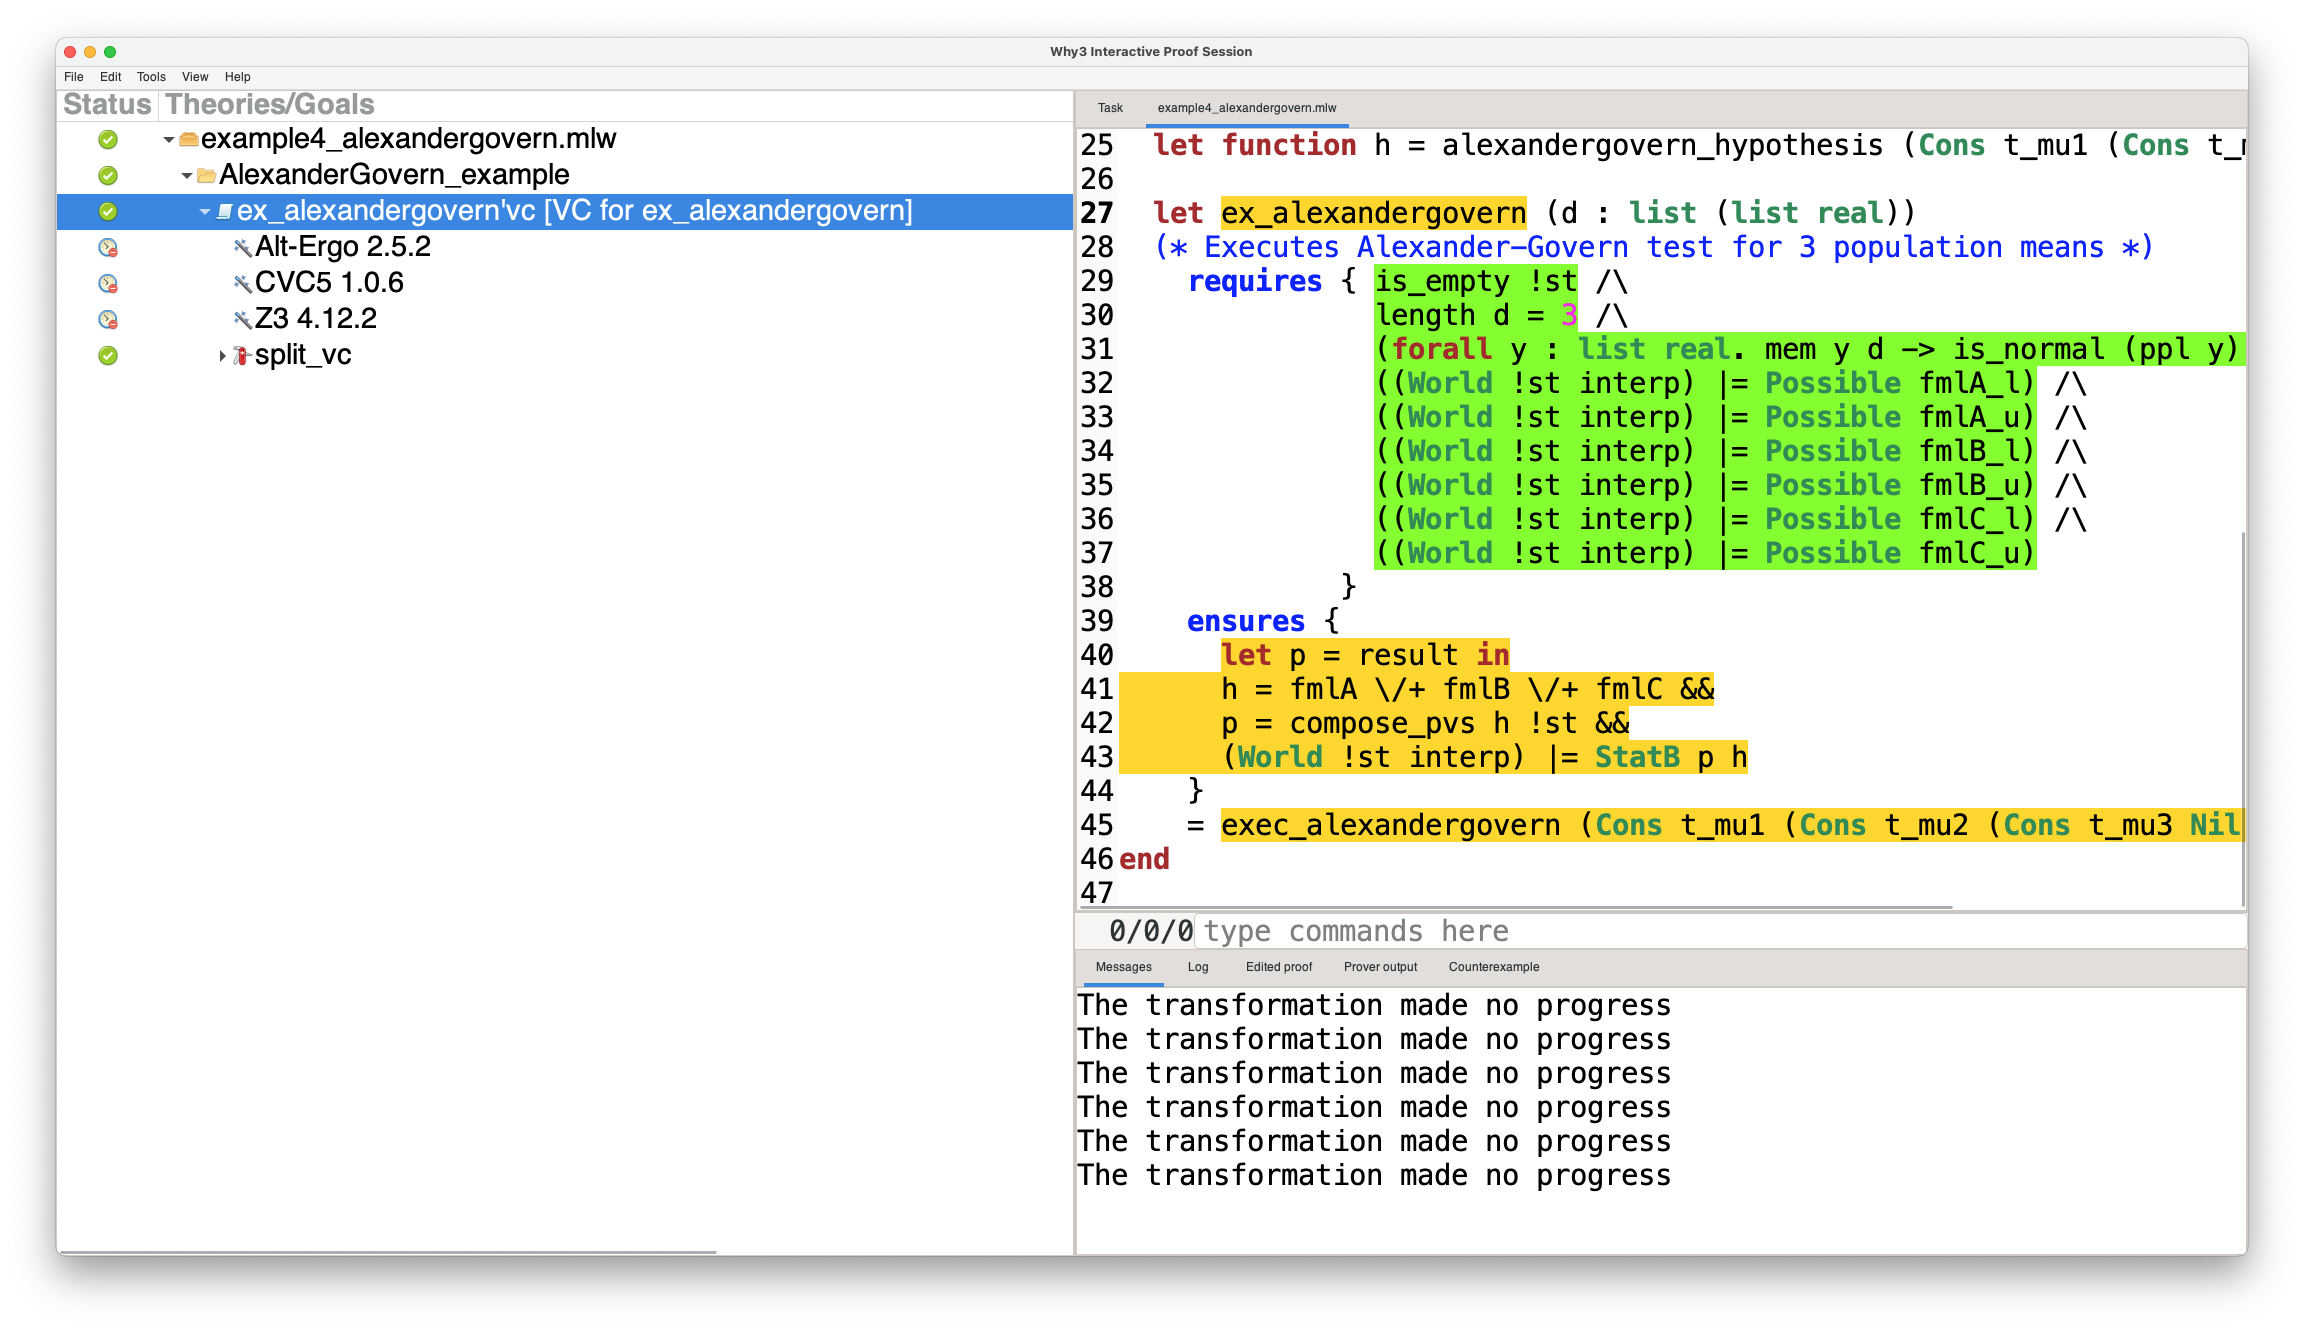 Why3 Interactive Proof Session
File Edit Tools View Help
Status Theories/Goals
example4_alexandergovern.mlw
AlexanderGovern_example
ex_alexandergovern'vc [VC for ex_alexandergovern]
Alt-Ergo 2.5.2
CVC5 1.0.6
Z3 4.12.2
split_vc
Task example4_alexandergovern.mlw
25 let function h = alexandergovern_hypothesis (Cons t_mu1 (Cons
26
27 let ex_alexandergovern (d : list (list real))
28 (* Executes Alexander-Govern test for 3 population means *)
29 requires { is_empty !st /\
30 length d = 3 /\
31 (forall y : list real. mem y d -> is_normal (ppl y)
32 ((World !st interp) |= Possible fmlA_l) /\
33 ((World !st interp) |= Possible fmlA_u) /\
34 ((World !st interp) |= Possible fmlB_l) /\
35 ((World !st interp) |= Possible fmlB_u) /\
36 ((World !st interp) |= Possible fmlC_l) /\
37 ((World !st interp) |= Possible fmlC_u)
38 }
39 ensures {
40 let p = result in
41 h = fmlA \/+ fmlB \/+ fmlC &&
42 p = compose_pvs h !st &&
43 (World !st interp) |= StatB p h
44 }
45 = exec_alexandergovern (Cons t_mu1 (Cons t_mu2 (Cons t_mu3 Nil
46 end
47
0/0/0 type commands here
Messages Log Edited proof Prover output Counterexample
The transformation made no progress
The transformation made no progress
The transformation made no progress
The transformation made no progress
The transformation made no progress
The transformation made no progress